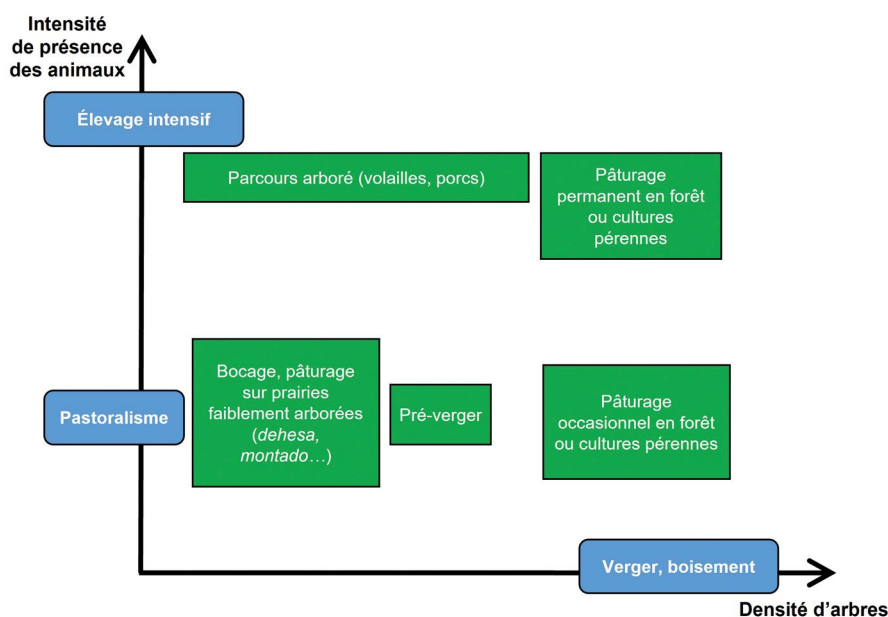 Intensité
de présence
des animaux
Élevage intensif
Parcours arboré (volailles, porcs)
Pâturage
permanent en forêt
ou cultures
pérennes
Pastoralisme
Bocage, pâturage
sur prairies
faiblement arborées
(dehesa,
montado…)
Pré-verger
Pâturage
occasionnel en forêt
ou cultures pérennes
Verger, boisement
Densité d’arbres